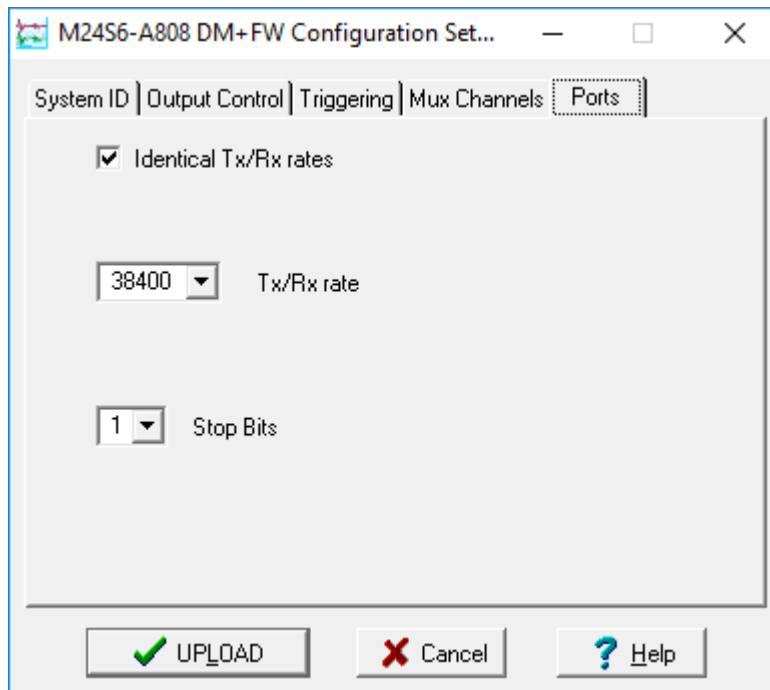 M24S6-A808 DM+FW Configuration Set...
System ID Output Control Triggering Mux Channels Ports
Identical Tx/Rx rates
38400 Tx/Rx rate
1 Stop Bits
UPLOAD Cancel Help